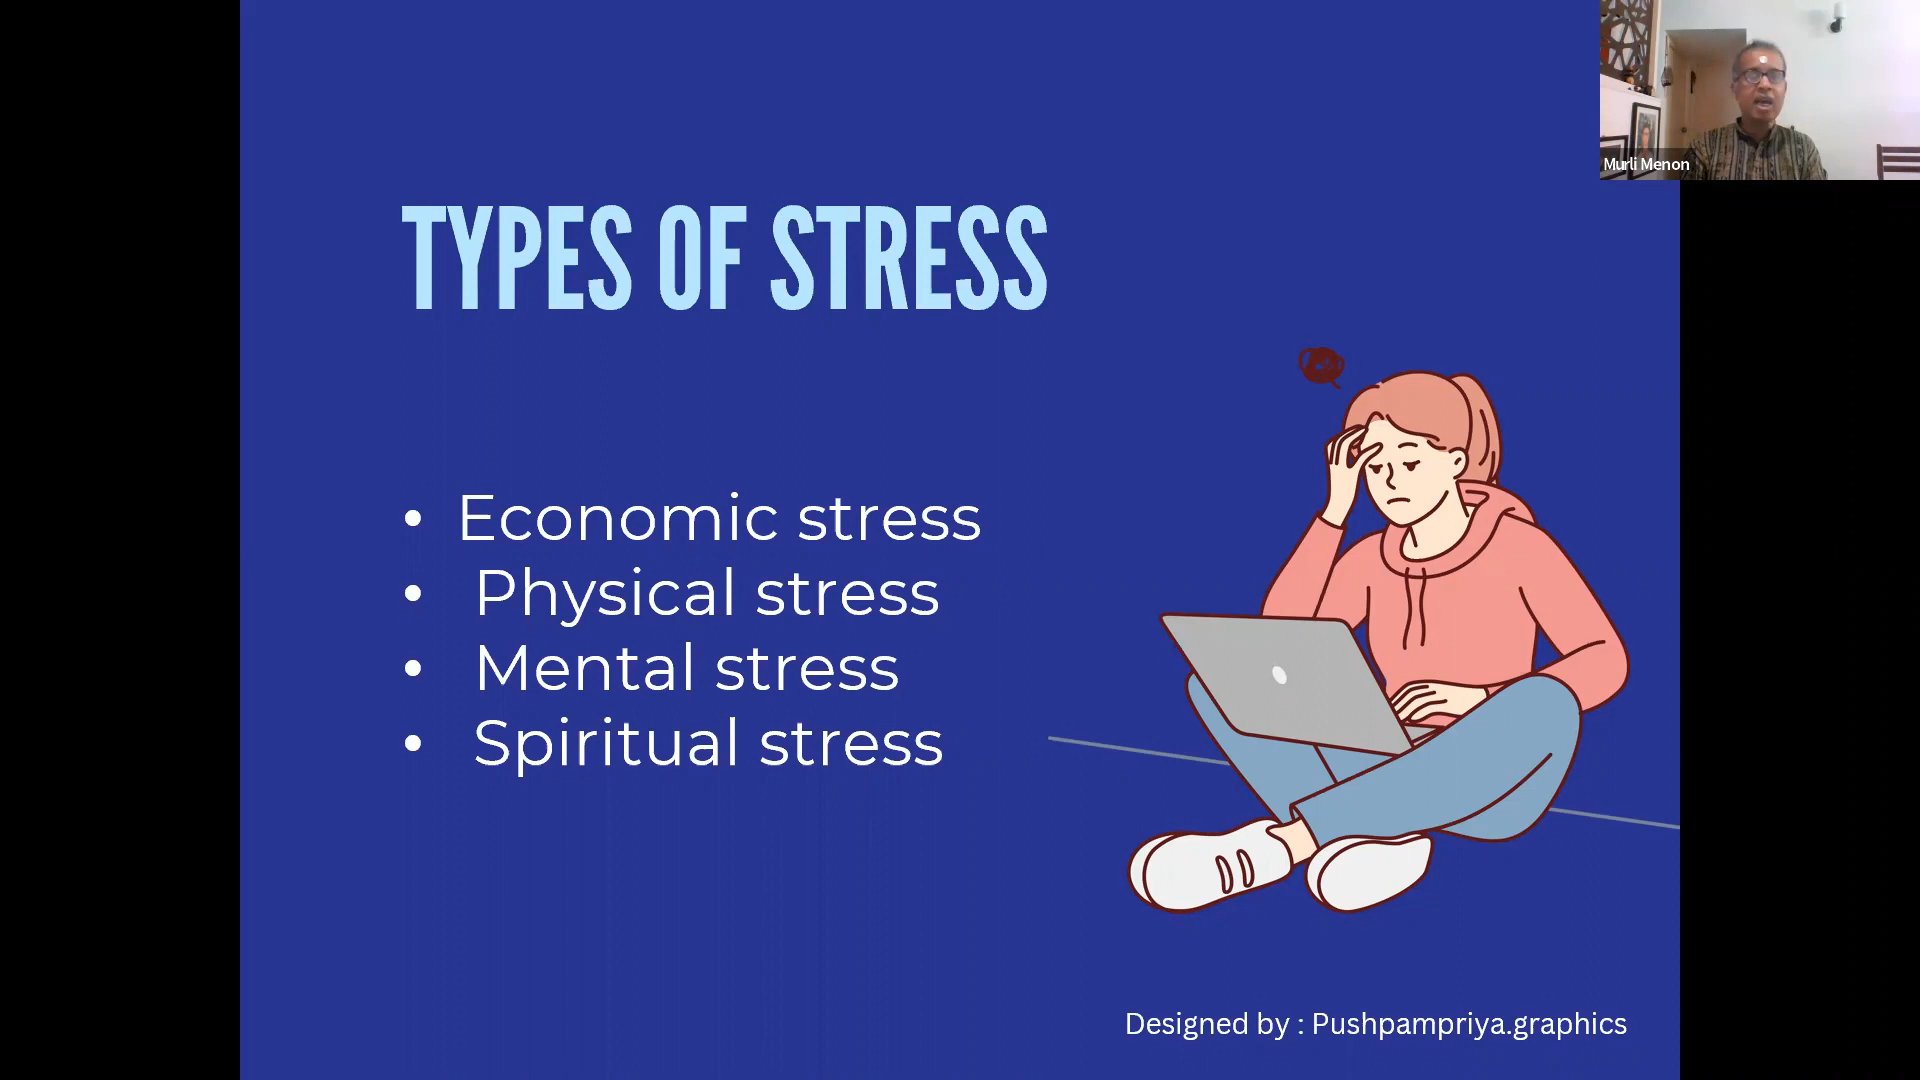 Murli Menon
TYPES OF STRESS
• Economic stress
• Physical stress
• Mental stress
• Spiritual stress
Designed by : Pushpampriya.graphics